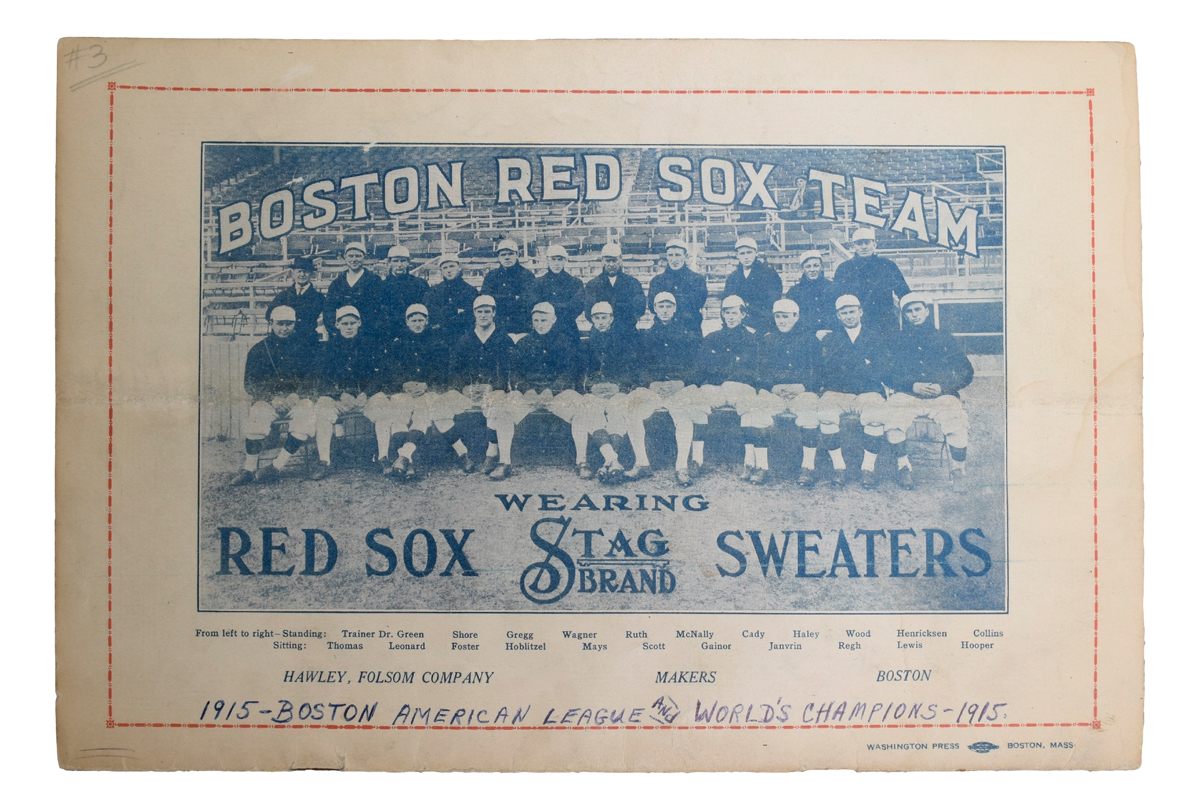 #3
BOSTON RED SOX TEAM
WEARING
RED SOX STAG BRAND SWEATERS
From left to right—Standing: Trainer Dr. Green Shore Gregg Wagner Ruth McNally Cady Haley Wood Henricksen Collins
Sitting: Thomas Leonard Foster Hoblitzel Mays Scott Gainor Janvrin Regh Lewis Hooper
HAWLEY, FOLSOM COMPANY MAKERS BOSTON
1915-BOSTON AMERICAN LEAGUE AND WORLD'S CHAMPIONS-1915.
WASHINGTON PRESS BOSTON, MASS.